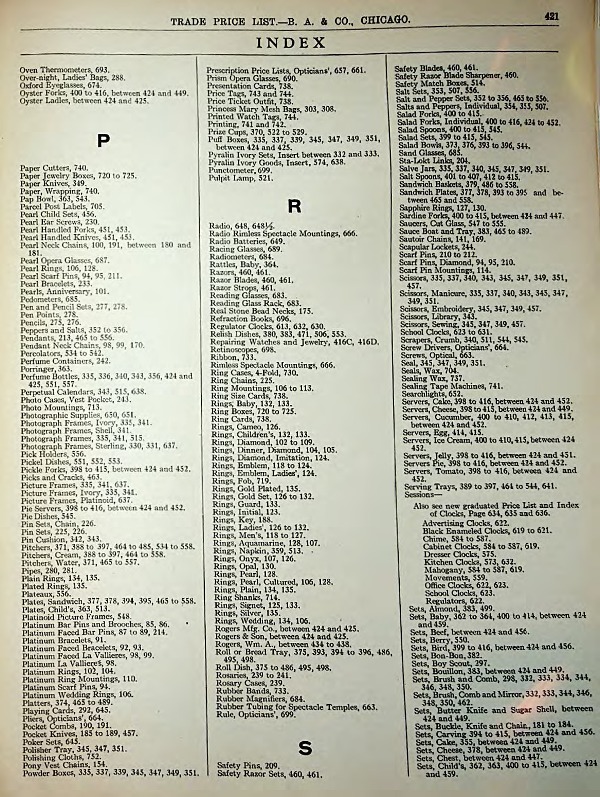 TRADE PRICE LIST.—B. A. & CO., CHICAGO.
421
INDEX
Oven Thermometers, 693.
Over-night, Ladies' Bags, 288.
Oxford Eyeglasses, 674.
Oyster Forks, 400 to 416, between 424 and 449.
Oyster Ladles, between 424 and 425.
P
Paper Cutters, 740.
Paper Jewelry Boxes, 720 to 725.
Paper Knives, 349.
Paper, Wrapping, 740.
Pap Bowl, 363, 543.
Parcel Post Labels, 705.
Pearl Child Sets, 456.
Pearl Ear Screws, 230.
Pearl Handled Forks, 451, 453.
Pearl Handled Knives, 451, 453.
Pearl Neck Chains, 100, 191, between 180 and
181.
Pearl Opera Glasses, 687.
Pearl Rings, 106, 128.
Pearl Scarf Pins, 94, 95, 211.
Pearl Bracelets, 233.
Pearls, Anniversary, 101.
Pedometers, 685.
Pen and Pencil Sets, 277, 278.
Pen Points, 278.
Pencils, 275, 276.
Peppers and Salts, 352 to 356.
Pendants, 213, 465 to 556.
Pendant Neck Chains, 98, 99, 170.
Percolators, 534 to 542.
Perfume Containers, 242.
Porringer, 363.
Perfume Bottles, 335, 336, 340, 343, 356, 424 and
425, 551, 557.
Perpetual Calendars, 343, 515, 638.
Photo Cases, Vest Pocket, 243.
Photo Mountings, 713.
Photographic Supplies, 650, 651.
Photograph Frames, Ivory, 335, 341.
Photograph Frames, Shell, 341.
Photograph Frames, 335, 341, 515.
Photograph Frames, Sterling, 330, 331, 637.
Pick Holders, 556.
Pickel Dishes, 551, 552, 553.
Pickle Forks, 398 to 415, between 424 and 452.
Picks and Cracks, 463.
Picture Frames, 335, 341, 637.
Picture Frames, Ivory, 335, 341.
Picture Frames, Platinoid, 637.
Pie Servers, 398 to 416, between 424 and 452.
Pie Dishes, 545.
Pin Sets, Chain, 226.
Pin Sets, 225, 226.
Pin Cushion, 342, 343.
Pitchers, 371, 388 to 397, 464 to 485, 534 to 558.
Pitchers, Cream, 388 to 397, 464 to 558.
Pitchers, Water, 371, 465 to 557.
Pipes, 280, 281.
Plain Rings, 134, 135.
Plated Rings, 135.
Plateaux, 556.
Plates, Sandwich, 377, 378, 394, 395, 465 to 558.
Plates, Child's, 363, 513.
Platinoid Picture Frames, 548.
Platinum Bar Pins and Brooches, 85, 86.
Platinum Faced Bar Pins, 87 to 89, 214.
Platinum Bracelets, 91.
Platinum Faced Bracelets, 92, 93.
Platinum Faced La Vallieres, 98, 99.
Platinum La Vallieres, 98.
Platinum Rings, 102, 104.
Platinum Ring Mountings, 110.
Platinum Scarf Pins, 94.
Platinum Wedding Rings, 106.
Platters, 374, 465 to 489.
Playing Cards, 292, 645.
Pliers, Opticians', 664.
Pocket Combs, 190, 191.
Pocket Knives, 185 to 189, 457.
Poker Sets, 645.
Polisher Tray, 345, 347, 351.
Polishing Cloths, 752.
Pony Vest Chains, 154.
Powder Boxes, 335, 337, 339, 345, 347, 349, 351.
Prescription Price Lists, Opticians', 657, 661.
Prism Opera Glasses, 690.
Presentation Cards, 738.
Price Tags, 743 and 744.
Price Ticket Outfit, 738.
Princess Mary Mesh Bags, 303, 308.
Printed Watch Tags, 744.
Printing, 741 and 742.
Prize Cups, 370, 522 to 529.
Puff Boxes, 335, 337, 339, 345, 347, 349, 351,
between 424 and 425.
Pyralin Ivory Sets, Insert between 332 and 333.
Pyralin Ivory Goods, Insert, 574, 638.
Punctometer, 699.
Pulpit Lamp, 521.
R
Radio, 648, 648½.
Radio Rimless Spectacle Mountings, 666.
Radio Batteries, 649.
Racing Glasses, 689.
Radiometers, 684.
Rattles, Baby, 364.
Razors, 460, 461.
Razor Blades, 460, 461.
Razor Strops, 461.
Reading Glasses, 683.
Reading Glass Rack, 683.
Real Stone Bead Necks, 175.
Refraction Books, 696.
Regulator Clocks, 613, 632, 630.
Relish Dishes, 380, 383, 471, 506, 553.
Repairing Watches and Jewelry, 416C, 416D.
Retinoscopes, 698.
Ribbon, 733.
Rimless Spectacle Mountings, 666.
Ring Cases, 4-Fold, 730.
Ring Chains, 225.
Ring Mountings, 106 to 113.
Ring Size Cards, 738.
Rings, Baby, 132, 133.
Ring Boxes, 720 to 725.
Ring Cards, 738.
Rings, Cameo, 126.
Rings, Children's, 132, 133.
Rings, Diamond, 102 to 109.
Rings, Dinner, Diamond, 104, 105.
Rings, Diamond, Imitation, 124.
Rings, Emblem, 118 to 124.
Rings, Emblem, Ladies', 124.
Rings, Fob, 719.
Rings, Gold Plated, 135.
Rings, Gold Set, 126 to 132.
Rings, Guard, 133.
Rings, Initial, 123.
Rings, Key, 188.
Rings, Ladies', 126 to 132.
Rings, Men's, 118 to 127.
Rings, Aquamarine, 128, 107.
Rings, Napkin, 359, 513.
Rings, Onyx, 107, 126.
Rings, Opal, 130.
Rings, Pearl, 128.
Rings, Pearl, Cultured, 106, 128.
Rings, Plain, 134, 135.
Ring Shanks, 714.
Rings, Signet, 125, 133.
Rings, Silver, 135.
Rings, Wedding, 134, 106.
Rogers Mfg. Co., between 424 and 425.
Rogers & Son, between 424 and 425.
Rogers, Wm. A., between 434 to 438.
Roll or Bread Tray, 375, 393, 394 to 396, 486,
495, 498.
Roll Dish, 375 to 486, 495, 498.
Rosaries, 239 to 241.
Rosary Cases, 239.
Rubber Bands, 733.
Rubber Magnifiers, 684.
Rubber Tubing for Spectacle Temples, 663.
Rule, Opticians', 699.
S
Safety Pins, 209.
Safety Razor Sets, 460, 461.
Safety Blades, 460, 461.
Safety Razor Blade Sharpener, 460.
Safety Match Boxes, 514.
Salt Sets, 353, 507, 556.
Salt and Pepper Sets, 352 to 356, 465 to 556.
Salts and Peppers, Individual, 354, 355, 507.
Salad Forks, 400 to 415.
Salad Forks, Individual, 400 to 416, 424 to 452.
Salad Spoons, 400 to 415, 545.
Salad Sets, 399 to 415, 545.
Salad Bowls, 373, 376, 393 to 396, 544.
Sand Glasses, 685.
Sta-Lokt Links, 204.
Salve Jars, 335, 337, 340, 345, 347, 349, 351.
Salt Spoons, 401 to 407, 412 to 415.
Sandwich Baskets, 379, 486 to 558.
Sandwich Plates, 377, 378, 393 to 395 and be-
tween 465 and 558.
Sapphire Rings, 127, 130.
Sardine Forks, 400 to 415, between 424 and 447.
Saucers, Cut Glass, 547 to 555.
Sauce Boat and Tray, 383, 465 to 489.
Sautoir Chains, 141, 169.
Scapular Lockets, 244.
Scarf Pins, 210 to 212.
Scarf Pins, Diamond, 94, 95, 210.
Scarf Pin Mountings, 114.
Scissors, 335, 337, 340, 343, 345, 347, 349, 351,
457.
Scissors, Manicure, 335, 337, 340, 343, 345, 347,
349, 351.
Scissors, Embroidery, 345, 347, 349, 457.
Scissors, Library, 343.
Scissors, Sewing, 345, 347, 349, 457.
School Clocks, 623 to 631.
Scrapers, Crumb, 340, 511, 544, 545.
Screw Drivers, Opticians', 664.
Screws, Optical, 663.
Seal, 345, 347, 349, 351.
Seals, Wax, 704.
Sealing Wax, 737.
Sealing Tape Machines, 741.
Searchlights, 652.
Servers, Cake, 398 to 416, between 424 and 452.
Servers, Cheese, 398 to 415, between 424 and 449.
Servers, Cucumber, 400 to 410, 412, 413, 415,
between 424 and 452.
Servers, Egg, 414, 415.
Servers, Ice Cream, 400 to 410, 415, between 424
452.
Servers, Jelly, 398 to 416, between 424 and 451.
Servers Pie, 398 to 416, between 424 and 452.
Servers, Tomato, 398 to 416, between 424 and
452.
Serving Trays, 389 to 397, 464 to 544, 641.
Sessions—
Also see new graduated Price List and Index
of Clocks, Page 634, 635 and 636.
Advertising Clocks, 622.
Black Enameled Clocks, 619 to 621.
Chime, 584 to 587.
Cabinet Clocks, 584 to 587, 619.
Dresser Clocks, 575.
Kitchen Clocks, 573, 632.
Mahogany, 584 to 587, 619.
Movements, 559.
Office Clocks, 622, 623.
School Clocks, 623.
Regulators, 622.
Sets, Almond, 383, 499.
Sets, Baby, 362 to 364, 400 to 414, between 424
and 459.
Sets, Beef, between 424 and 456.
Sets, Berry, 550.
Sets, Bird, 399 to 416, between 424 and 456.
Sets, Bon-Bon, 382.
Sets, Boy Scout, 297.
Sets, Bouillon, 383, between 424 and 449.
Sets, Brush and Comb, 298, 332, 333, 334, 344,
346, 348, 350.
Sets, Brush, Comb and Mirror, 332, 333, 344, 346,
348, 350, 462.
Sets, Butter Knife and Sugar Shell, between
424 and 449.
Sets, Buckle, Knife and Chain, 181 to 184.
Sets, Carving 394 to 415, between 424 and 456.
Sets, Cake, 355, between 424 and 449.
Sets, Cheese, 378, between 424 and 449.
Sets, Chest, between 424 and 447.
Sets, Child's, 362, 363, 400 to 415, between 424
and 459.